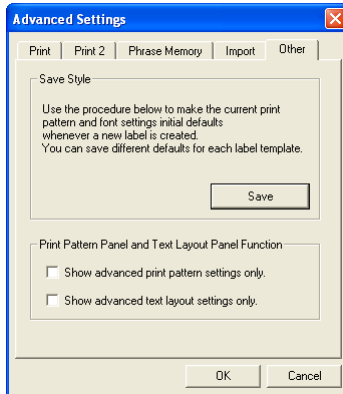 Advanced Settings
Print
Print 2
Phrase Memory
Import
Other
Save Style
Use the procedure below to make the current print
pattern and font settings initial defaults
whenever a new label is created.
You can save different defaults for each label template.
Save
Print Pattern Panel and Text Layout Panel Function
Show advanced print pattern settings only.
Show advanced text layout settings only.
OK
Cancel